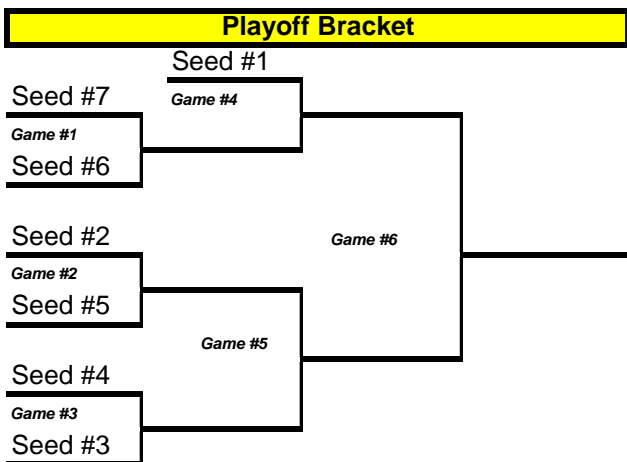 Playoff Bracket
Seed #1
Seed #7
Game #4
Game #1
Seed #6
Seed #2
Game #6
Game #2
Seed #5
Game #5
Seed #4
Game #3
Seed #3